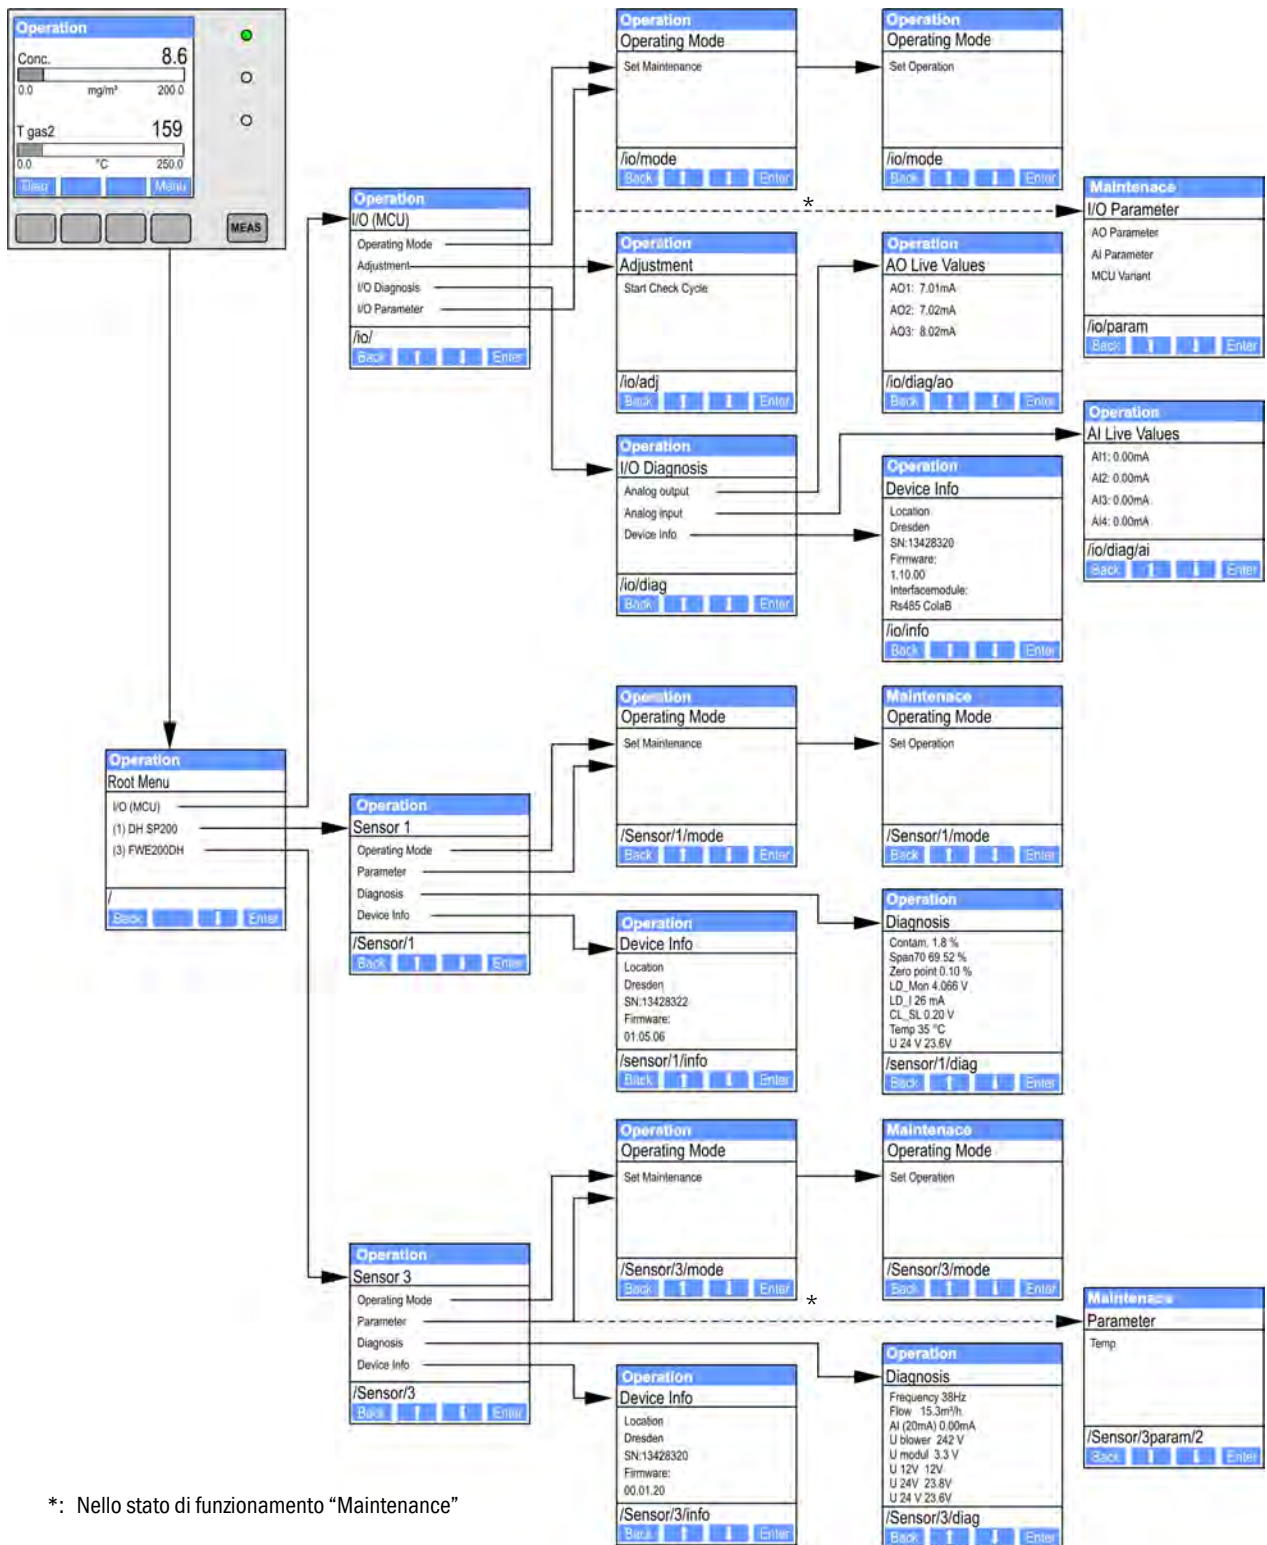 Operation
Conc. 8.6
0.0 mg/m³ 200.0
T gas2 159
0.0 °C 250.0
Diag Menu
MEAS
Operation
Operating Mode
Set Maintenance
/io/mode
Back Enter
Operation
Operating Mode
Set Operation
/io/mode
Back Enter
Operation
I/O (MCU)
Operating Mode
Adjustment
I/O Diagnosis
I/O Parameter
/io/
Back Enter
*
Maintenace
I/O Parameter
AO Parameter
AI Parameter
MCU Variant
/io/param
Back Enter
Operation
Adjustment
Start Check Cycle
/io/adj
Back Enter
Operation
AO Live Values
AO1: 7.01mA
AO2: 7.02mA
AO3: 8.02mA
/io/diag/ao
Back Enter
Operation
AI Live Values
AI1: 0.00mA
AI2: 0.00mA
AI3: 0.00mA
AI4: 0.00mA
/io/diag/ai
Back Enter
Operation
I/O Diagnosis
Analog output
Analog input
Device Info
/io/diag
Back Enter
Operation
Device Info
Location
Dresden
SN:13428320
Firmware:
1.10.00
Interfacemodule:
Rs485 ColaB
/io/info
Back Enter
Operation
Root Menu
I/O (MCU)
(1) DH SP200
(3) FWE200DH
/
Back Enter
Operation
Sensor 1
Operating Mode
Parameter
Diagnosis
Device Info
/Sensor/1
Back Enter
Operation
Operating Mode
Set Maintenance
/Sensor/1/mode
Back Enter
Maintenace
Operating Mode
Set Operation
/Sensor/1/mode
Back Enter
Operation
Device Info
Location
Dresden
SN:13428322
Firmware:
01.05.06
/sensor/1/info
Back Enter
Operation
Diagnosis
Contam. 1.8 %
Span70 69.52 %
Zero point 0.10 %
LD_Mon 4.066 V
LD_I 26 mA
CL_SL 0.20 V
Temp 35 °C
U 24 V 23.6V
/sensor/1/diag
Back Enter
Operation
Sensor 3
Operating Mode
Parameter
Diagnosis
Device Info
/Sensor/3
Back Enter
Operation
Operating Mode
Set Maintenance
/Sensor/3/mode
Back Enter
Maintenace
Operating Mode
Set Operation
/Sensor/3/mode
Back Enter
*
Maintenace
Parameter
Temp
/Sensor/3param/2
Back Enter
Operation
Device Info
Location
Dresden
SN:13428320
Firmware:
00.01.20
/Sensor/3/info
Back Enter
Operation
Diagnosis
Frequency 38Hz
Flow 15.3m³/h
AI (20mA) 0.00mA
U blower 242 V
U modul 3.3 V
U 12V 12V
U 24V 23.8V
U 24 V 23.6V
/Sensor/3/diag
Back Enter
*: Nello stato di funzionamento “Maintenance”